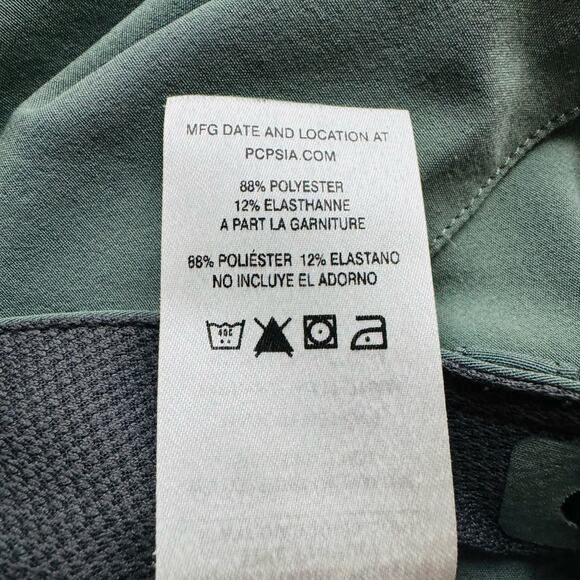 MFG DATE AND LOCATION AT
PCPSIA.COM
88% POLYESTER
12% ELASTHANNE
A PART LA GARNITURE
88% POLIÉSTER 12% ELASTANO
NO INCLUYE EL ADORNO
40C